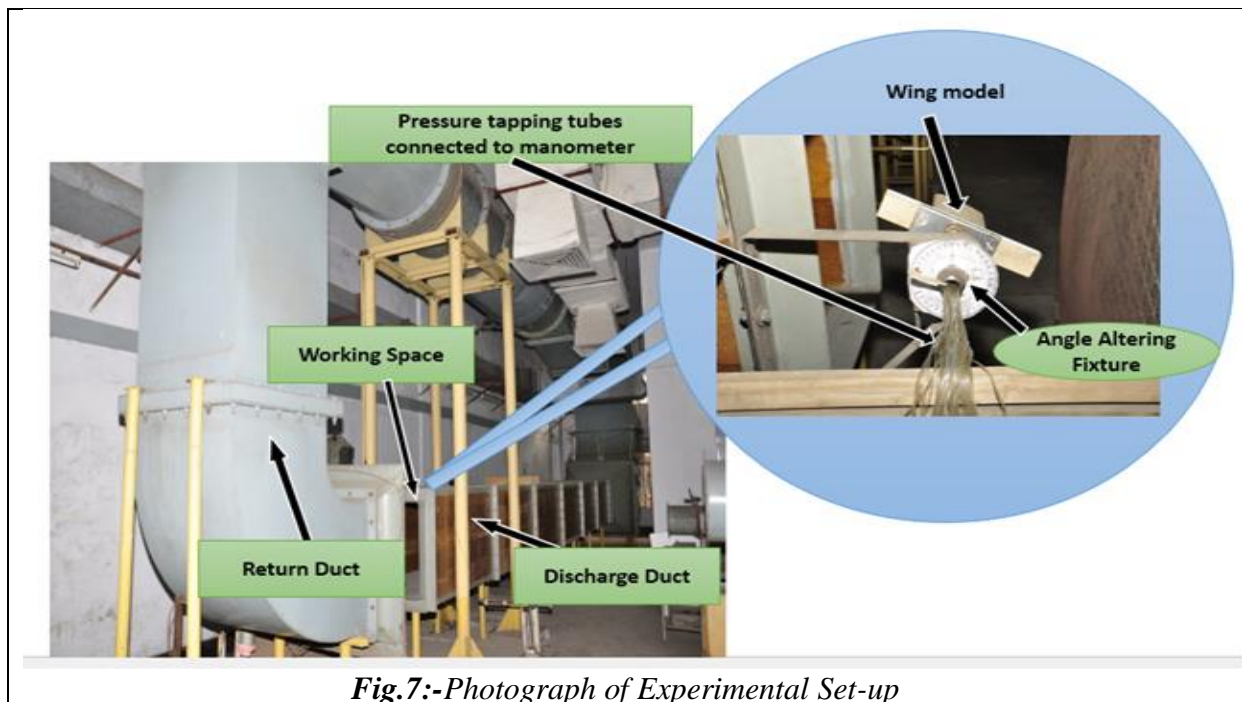 Wing model
Pressure tapping tubes
connected to manometer
Angle Altering
Fixture
Working Space
Return Duct
Discharge Duct
Fig.7:-Photograph of Experimental Set-up